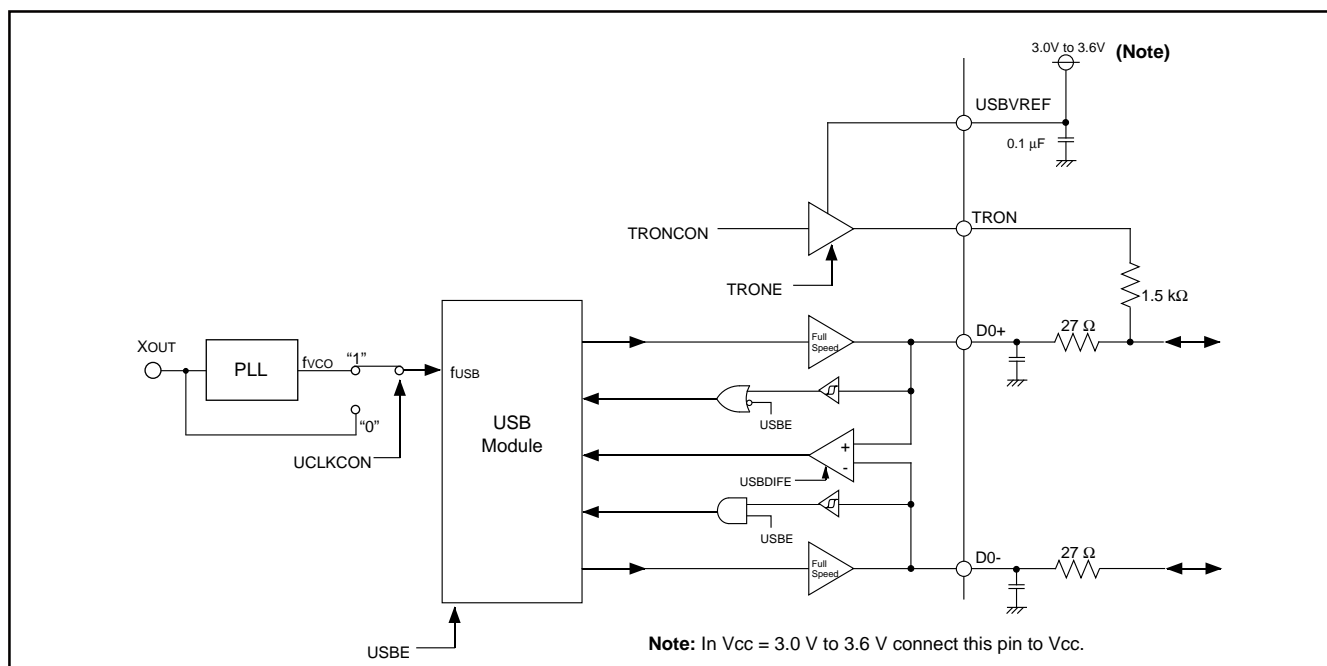 3.0V to 3.6V (Note)
USBVREF
0.1 µF
TRONCON
TRON
TRONE
1.5 kΩ
Full Speed
D0+
27 Ω
XOUT
PLL
fVCO
“1”
fUSB
USB
Module
USBE
“0”
UCLKCON
+
-
USBDIFE
USBE
Full Speed
D0-
27 Ω
USBE
Note: In Vcc = 3.0 V to 3.6 V connect this pin to Vcc.